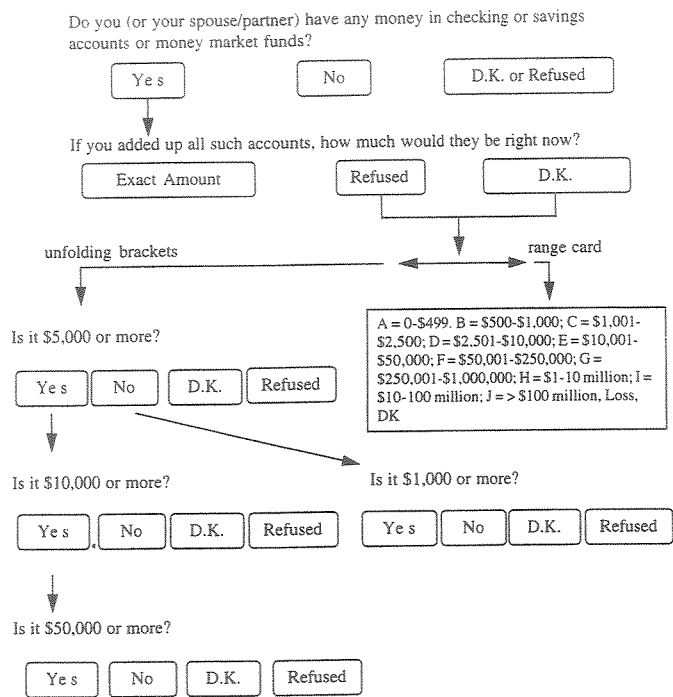 Do you (or your spouse/partner) have any money in checking or savings
accounts or money market funds?
Yes
No
D.K. or Refused
If you added up all such accounts, how much would they be right now?
Exact Amount
Refused
D.K.
unfolding brackets
range card
Is it $5,000 or more?
A = 0-$499. B = $500-$1,000; C = $1,001-
$2,500; D = $2,501-$10,000; E = $10,001-
$50,000; F = $50,001-$250,000; G =
$250,001-$1,000,000; H = $1-10 million; I =
$10-100 million; J = > $100 million, Loss,
DK
Yes
No
D.K.
Refused
Is it $10,000 or more?
Is it $1,000 or more?
Yes
No
D.K.
Refused
Yes
No
D.K.
Refused
Is it $50,000 or more?
Yes
No
D.K.
Refused